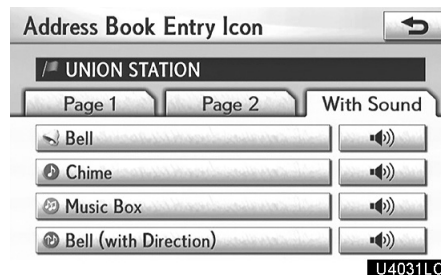 Address Book Entry Icon
UNION STATION
Page 1 Page 2 With Sound
Bell
Chime
Music Box
Bell (with Direction)
U4031LC